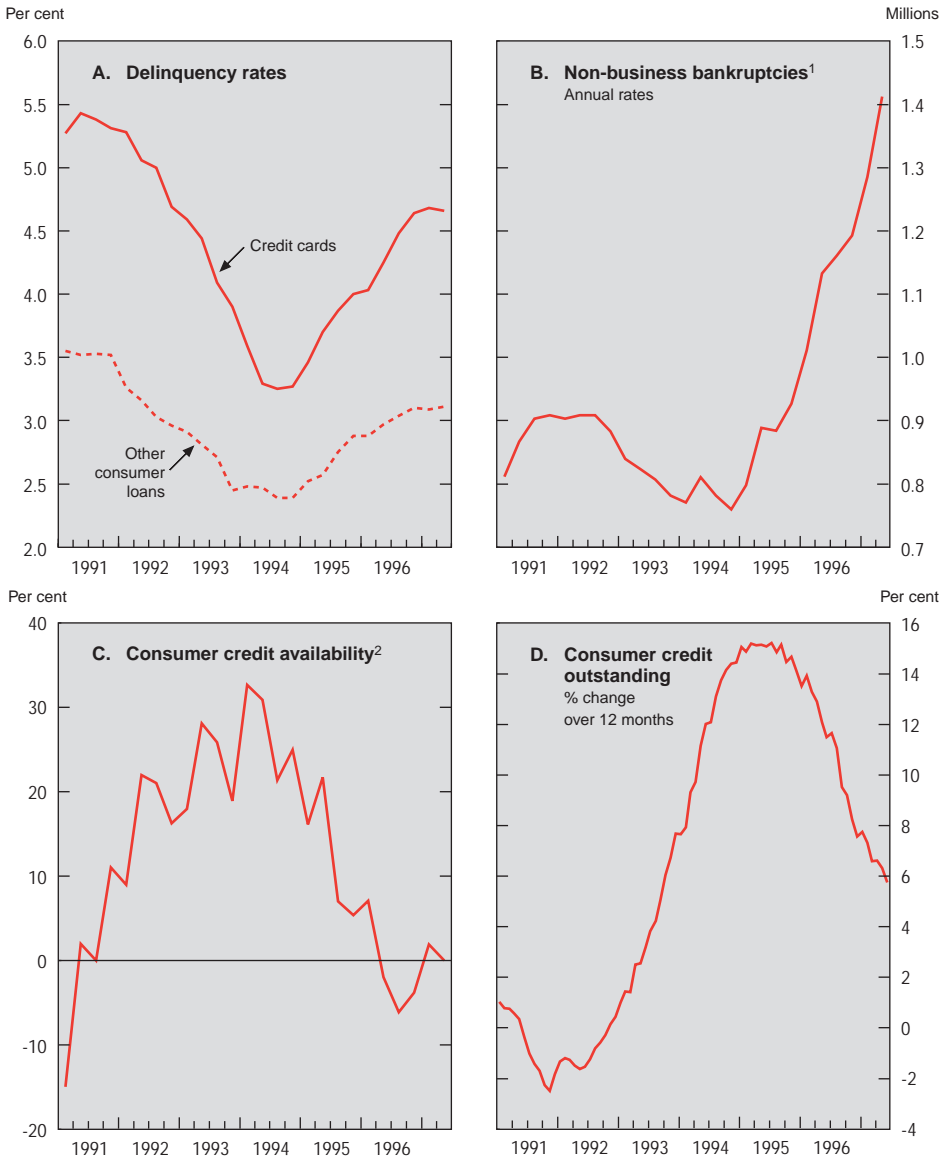 Per cent
Millions
6.0
5.5
5.0
4.5
4.0
3.5
3.0
2.5
2.0
A. Delinquency rates
Credit cards
Other
consumer
loans
1991 1992 1993 1994 1995 1996
B. Non-business bankruptcies1
Annual rates
1.5
1.4
1.3
1.2
1.1
1.0
0.9
0.8
0.7
1991 1992 1993 1994 1995 1996
Per cent
Per cent
40
30
20
10
0
-10
-20
C. Consumer credit availability2
1991 1992 1993 1994 1995 1996
D. Consumer credit
outstanding
% change
over 12 months
16
14
12
10
8
6
4
2
0
-2
-4
1991 1992 1993 1994 1995 1996